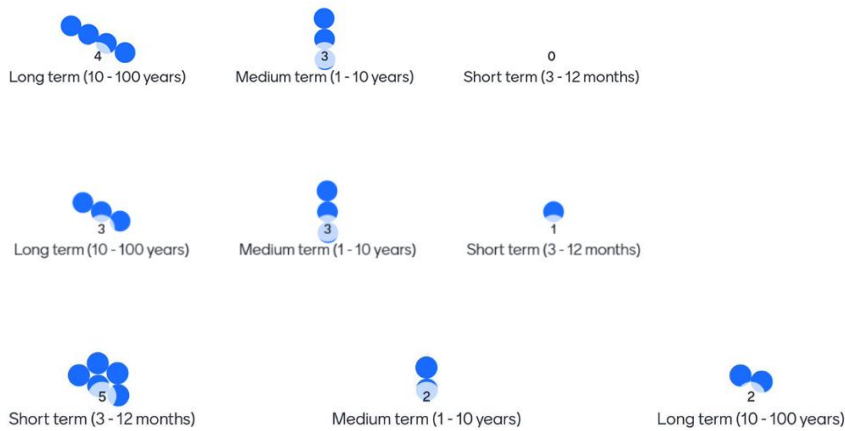 4 3 0
Long term (10 - 100 years) Medium term (1 - 10 years) Short term (3 - 12 months)
3 3 1
Long term (10 - 100 years) Medium term (1 - 10 years) Short term (3 - 12 months)
5 2 2
Short term (3 - 12 months) Medium term (1 - 10 years) Long term (10 - 100 years)